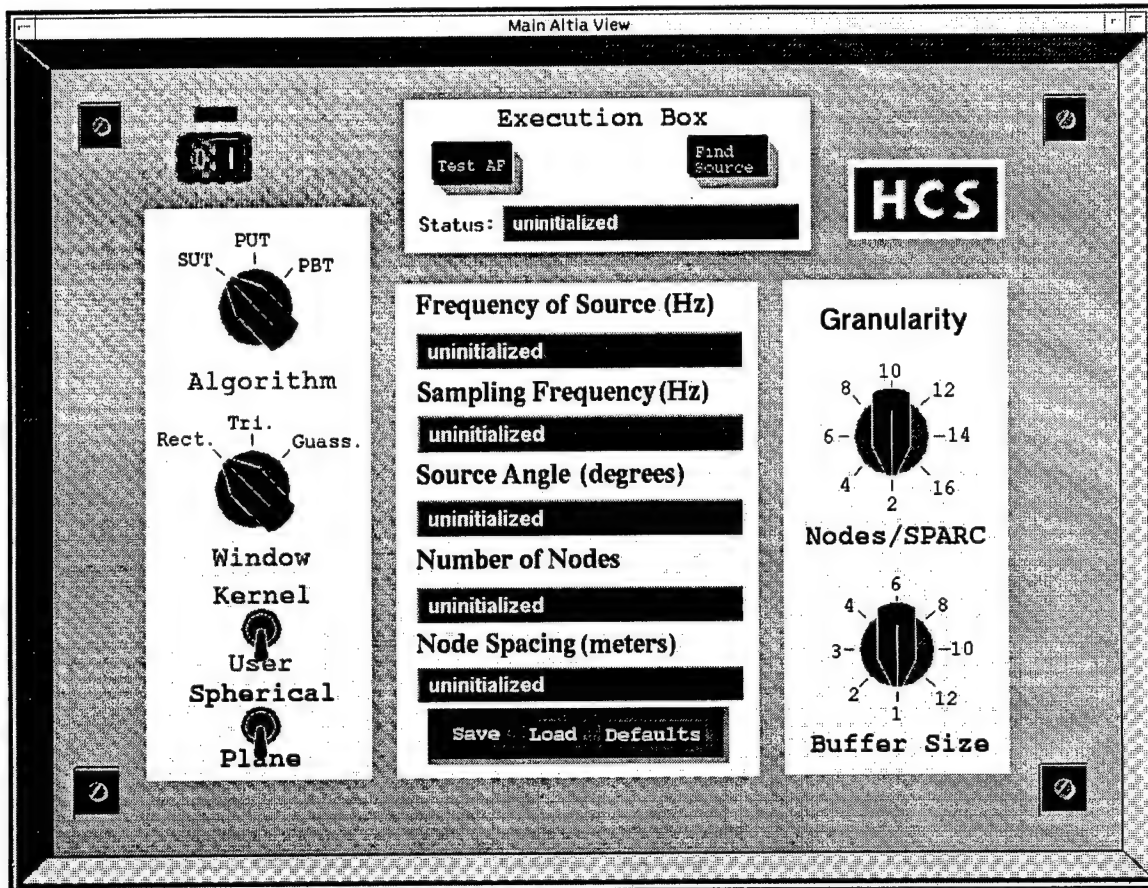 Main Altia View
Execution Box
Test AF
Find
Source
Status: uninitialized
HCS
0 1
SUT PUT PBT
Algorithm
Rect. Tri. Guass.
Window
Kernel
User
Spherical
Plane
Frequency of Source (Hz)
uninitialized
Sampling Frequency (Hz)
uninitialized
Source Angle (degrees)
uninitialized
Number of Nodes
uninitialized
Node Spacing (meters)
uninitialized
Save Load Defaults
Granularity
10
8 12
6 14
4 16
2
Nodes/SPARC
6
4 8
3 10
2 12
1
Buffer Size